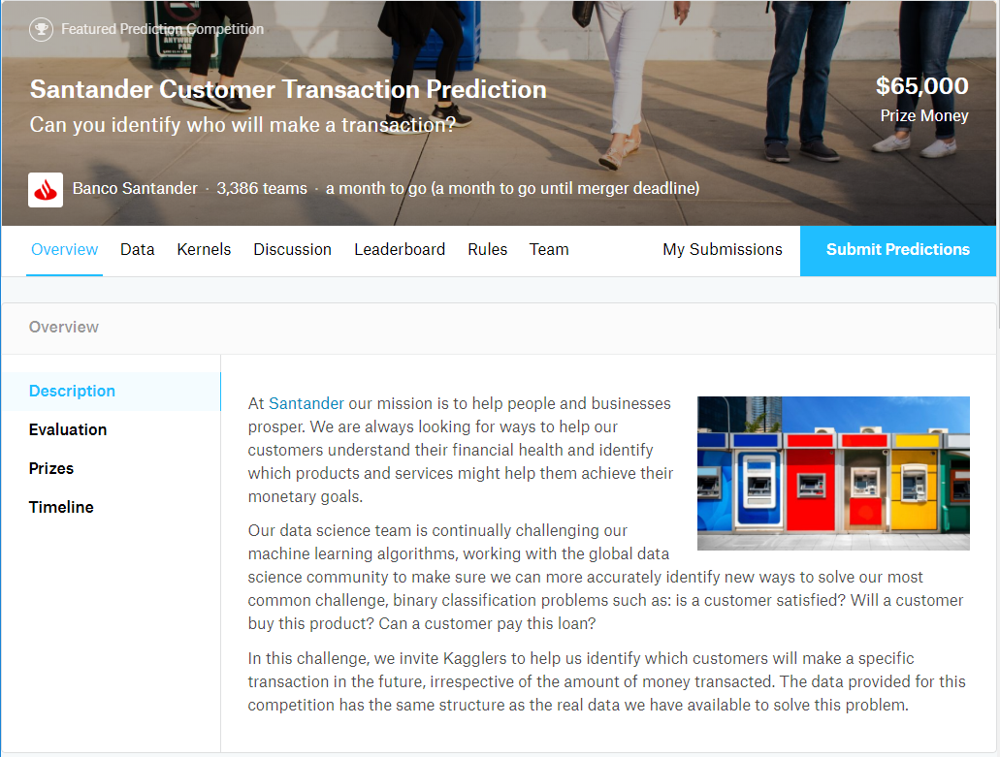 Featured Prediction Competition
Santander Customer Transaction Prediction
Can you identify who will make a transaction?
$65,000
Prize Money
Banco Santander · 3,386 teams · a month to go (a month to go until merger deadline)
Overview Data Kernels Discussion Leaderboard Rules Team My Submissions Submit Predictions
Overview
Description
Evaluation
Prizes
Timeline
At Santander our mission is to help people and businesses
prosper. We are always looking for ways to help our
customers understand their financial health and identify
which products and services might help them achieve their
monetary goals.
Our data science team is continually challenging our
machine learning algorithms, working with the global data
science community to make sure we can more accurately identify new ways to solve our most
common challenge, binary classification problems such as: is a customer satisfied? Will a customer
buy this product? Can a customer pay this loan?
In this challenge, we invite Kagglers to help us identify which customers will make a specific
transaction in the future, irrespective of the amount of money transacted. The data provided for this
competition has the same structure as the real data we have available to solve this problem.